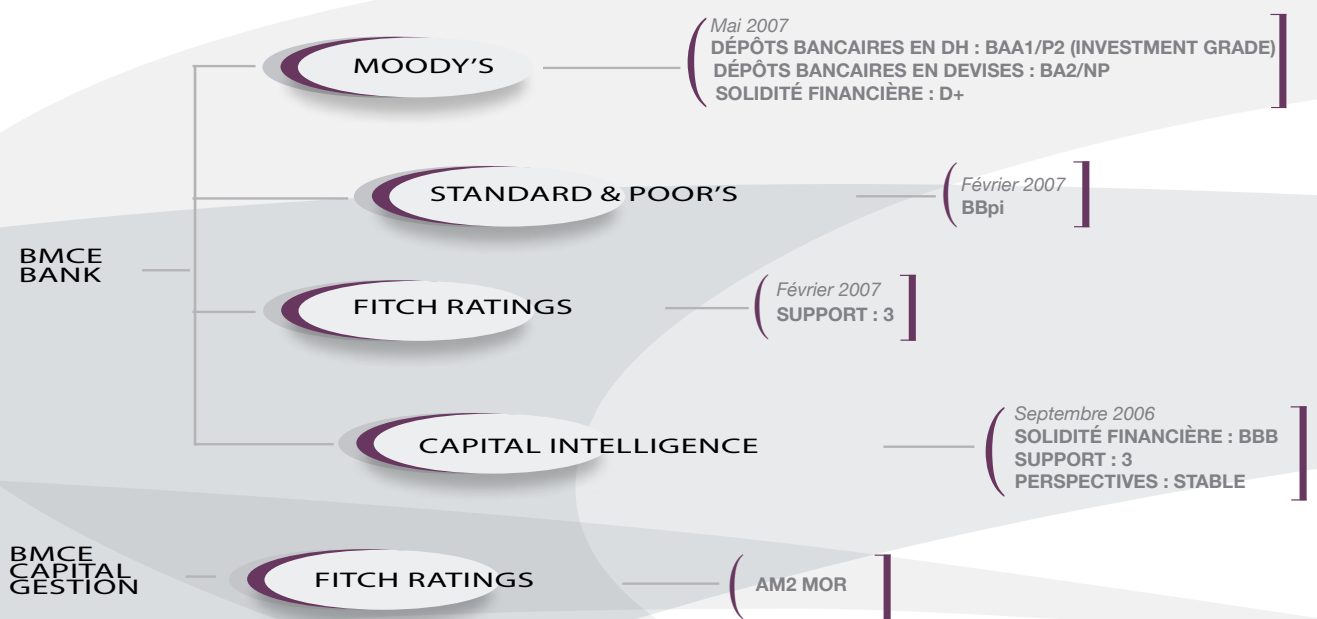 MOODY'S
Mai 2007
DÉPÔTS BANCAIRES EN DH : BAA1/P2 (INVESTMENT GRADE)
DÉPÔTS BANCAIRES EN DEVISES : BA2/NP
SOLIDITÉ FINANCIÈRE : D+
STANDARD & POOR'S
Février 2007
BBpi
BMCE
BANK
FITCH RATINGS
Février 2007
SUPPORT : 3
CAPITAL INTELLIGENCE
Septembre 2006
SOLIDITÉ FINANCIÈRE : BBB
SUPPORT : 3
PERSPECTIVES : STABLE
BMCE
CAPITAL
GESTION
FITCH RATINGS
AM2 MOR